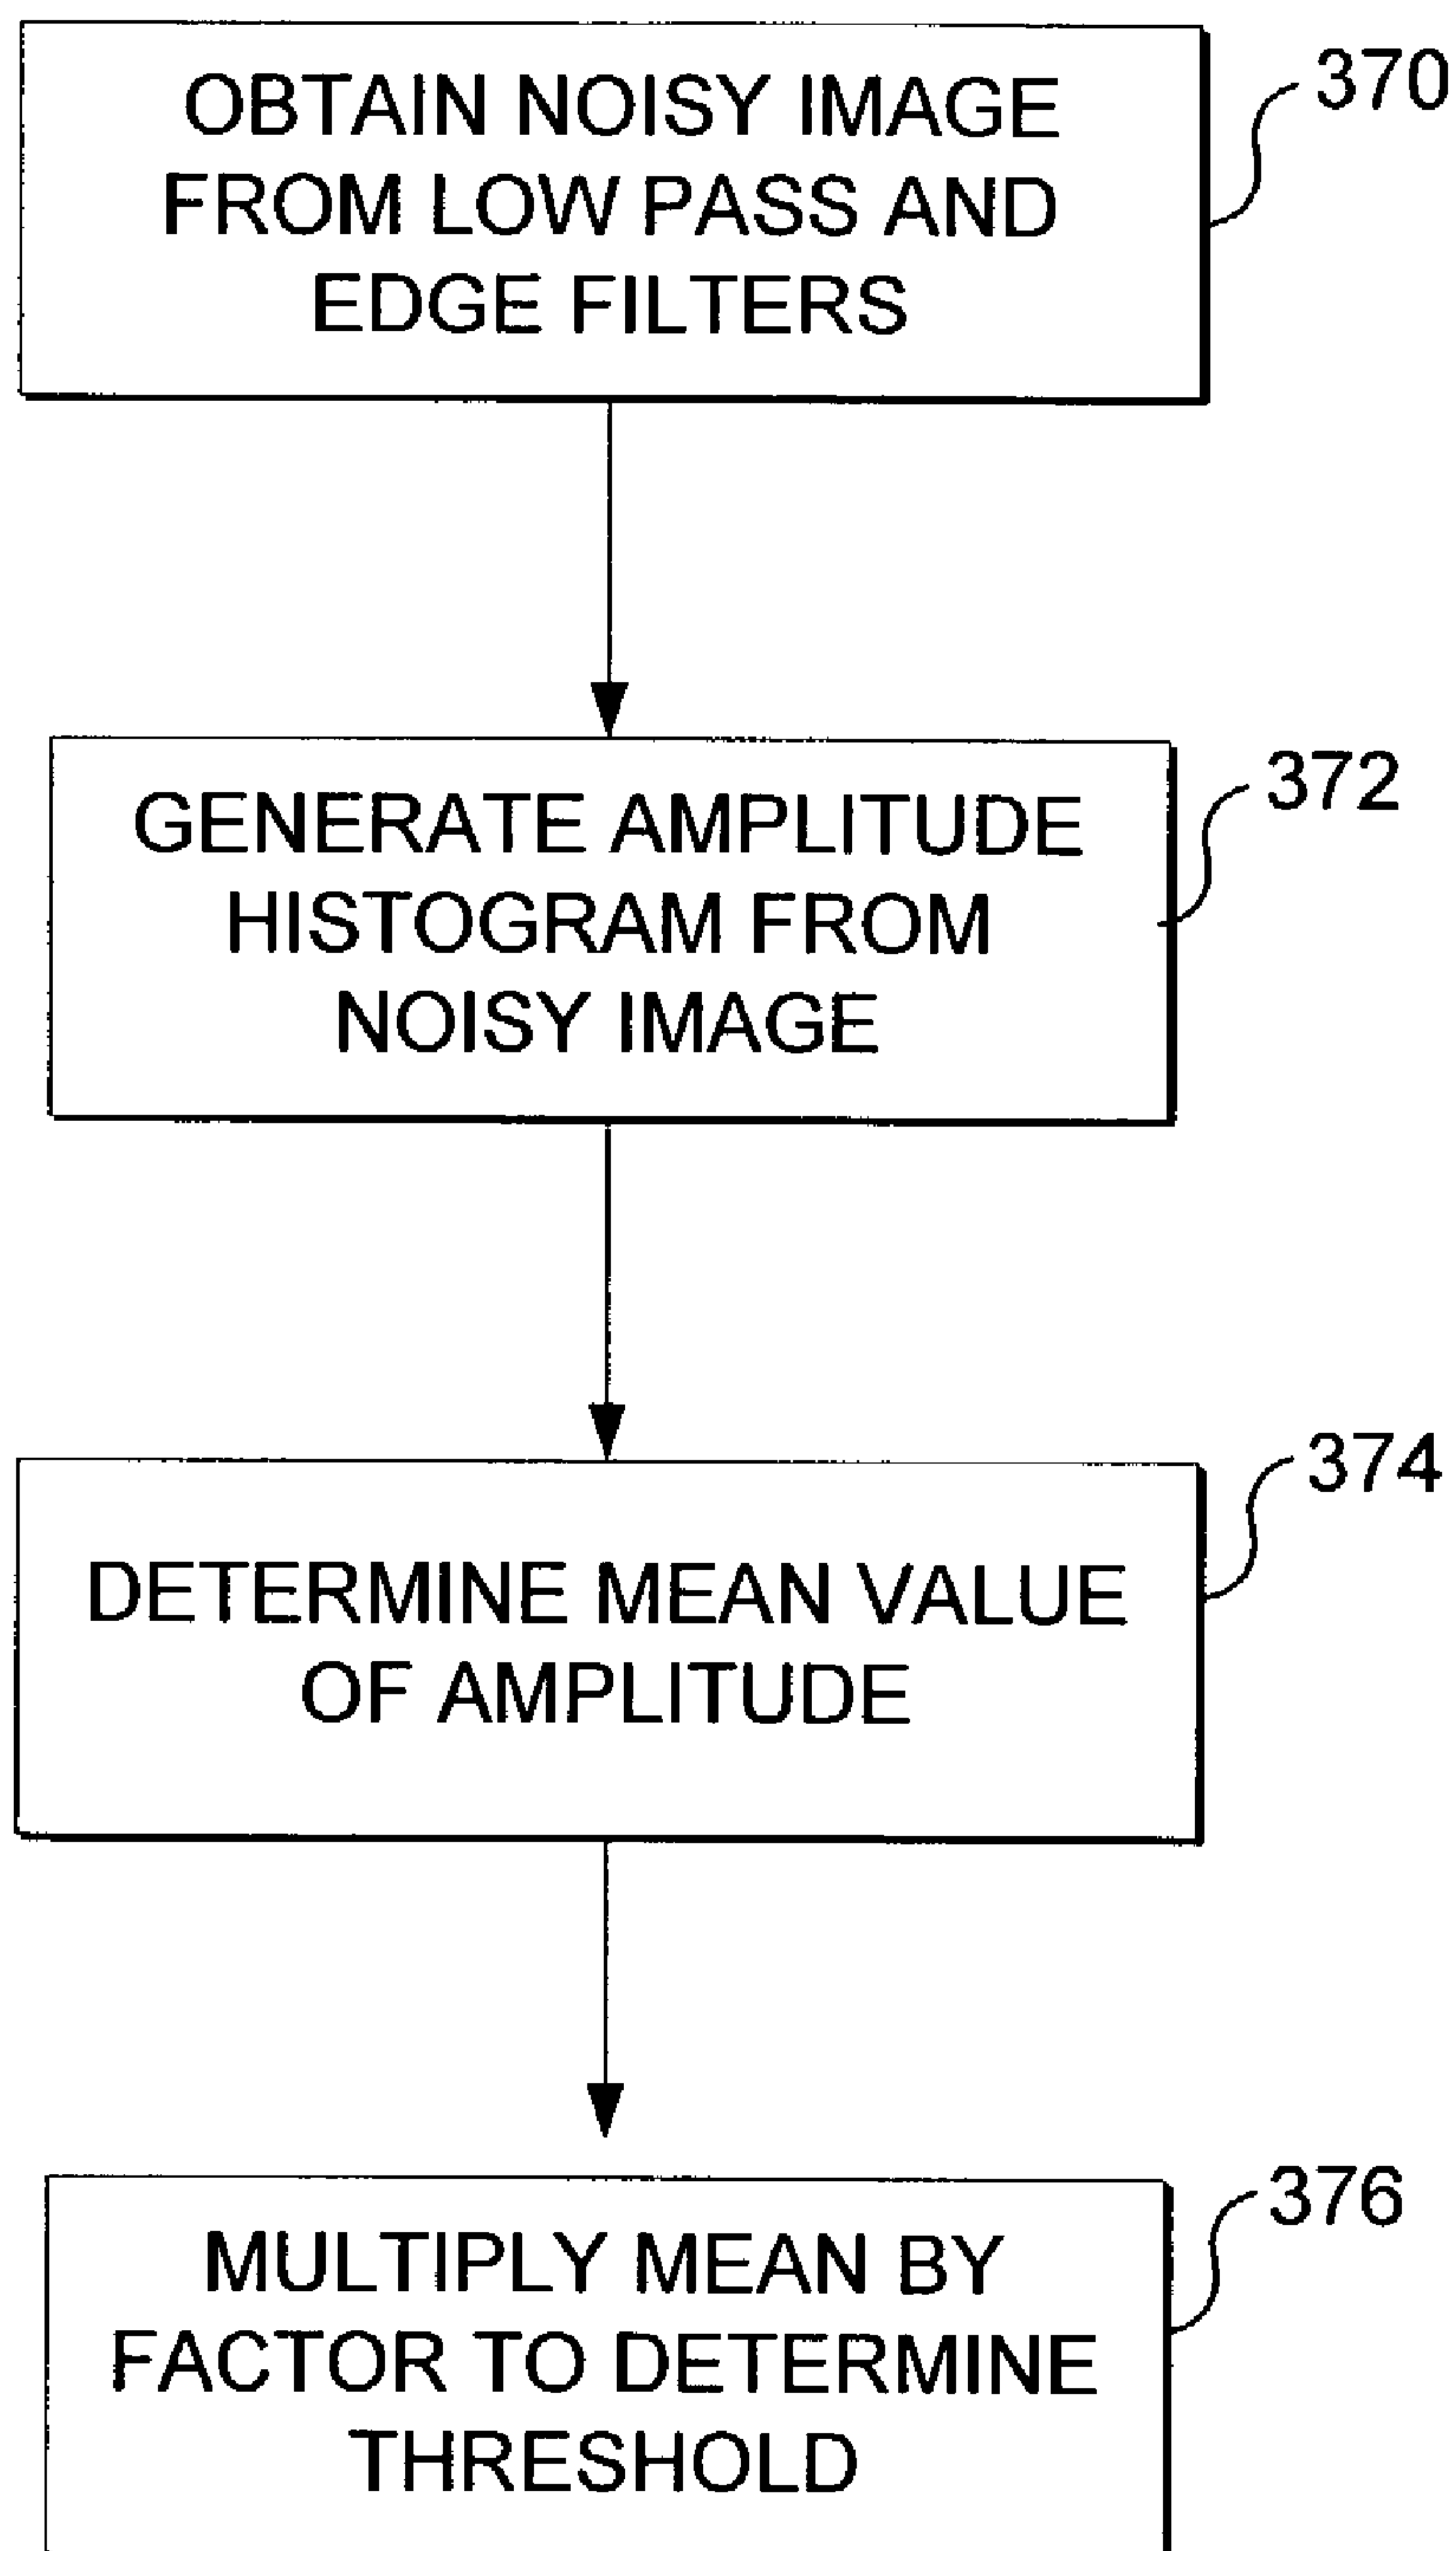 OBTAIN NOISY IMAGE
FROM LOW PASS AND
EDGE FILTERS
370
GENERATE AMPLITUDE
HISTOGRAM FROM
NOISY IMAGE
372
DETERMINE MEAN VALUE
OF AMPLITUDE
374
MULTIPLY MEAN BY
FACTOR TO DETERMINE
THRESHOLD
376